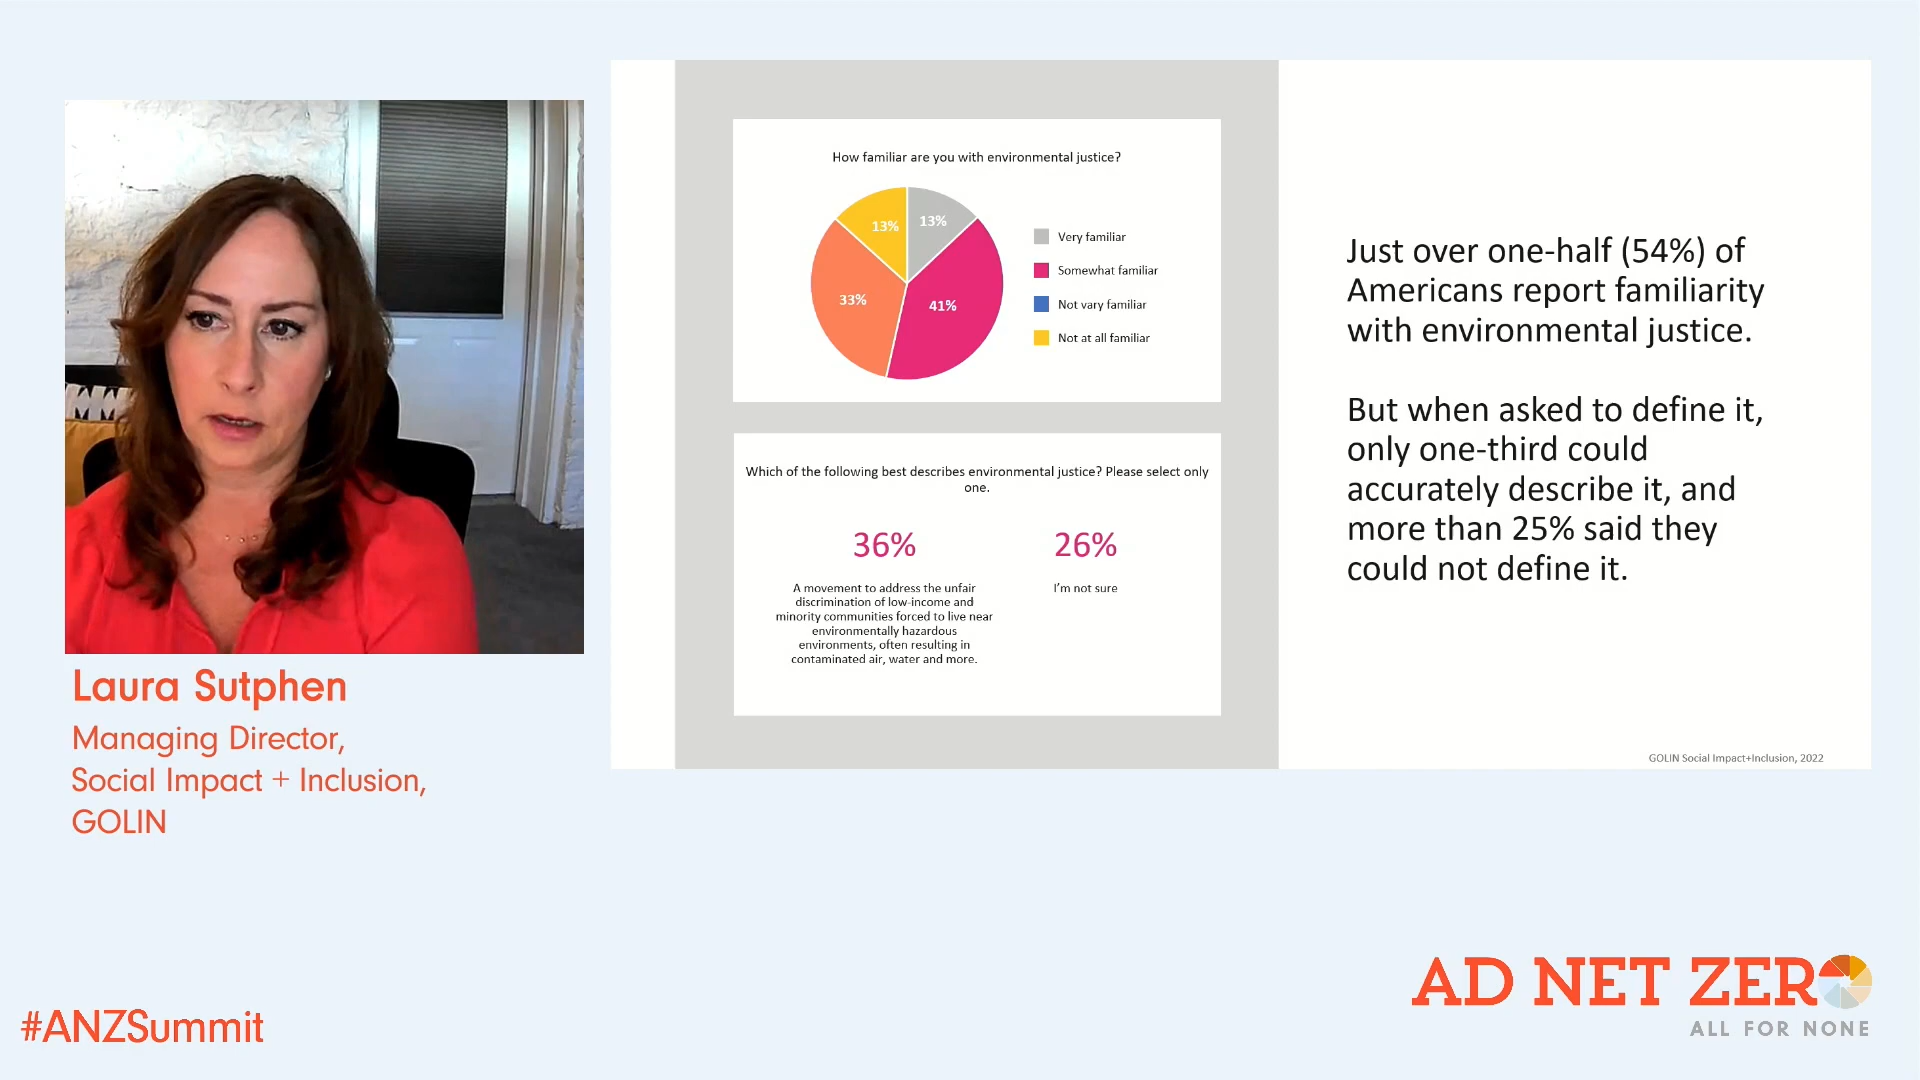 How familiar are you with environmental justice?
13%
13%
33%
41%
Very familiar
Somewhat familiar
Not vary familiar
Not at all familiar
Which of the following best describes environmental justice? Please select only
one.
36%
A movement to address the unfair
discrimination of low-income and
minority communities forced to live near
environmentally hazardous
environments, often resulting in
contaminated air, water and more.
26%
I'm not sure
Just over one-half (54%) of
Americans report familiarity
with environmental justice.
But when asked to define it,
only one-third could
accurately describe it, and
more than 25% said they
could not define it.
GOLIN Social Impact+Inclusion, 2022
Laura Sutphen
Managing Director,
Social Impact + Inclusion,
GOLIN
#ANZSummit
AD NET ZERO
ALL FOR NONE